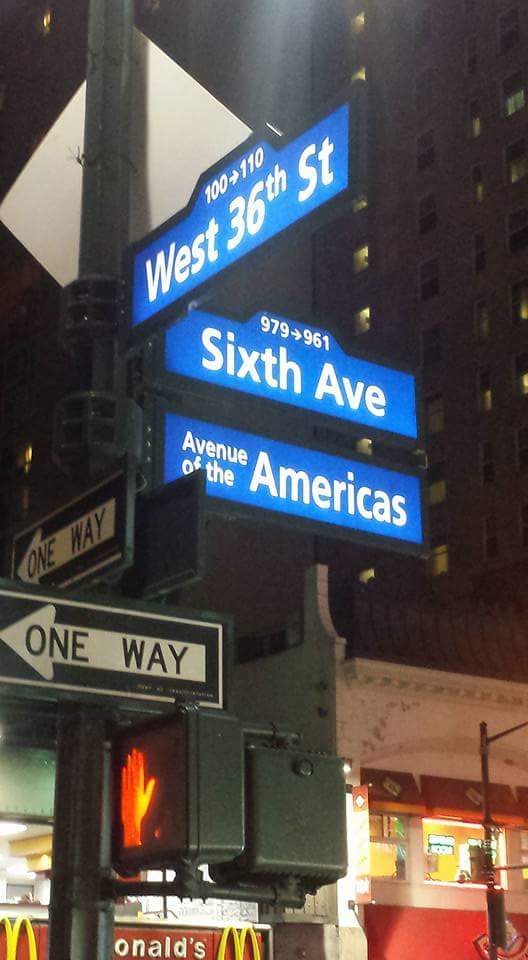 100→110
West 36th St
979→961
Sixth Ave
Avenue
of the
Americas
ONE WAY
ONE WAY
onald's